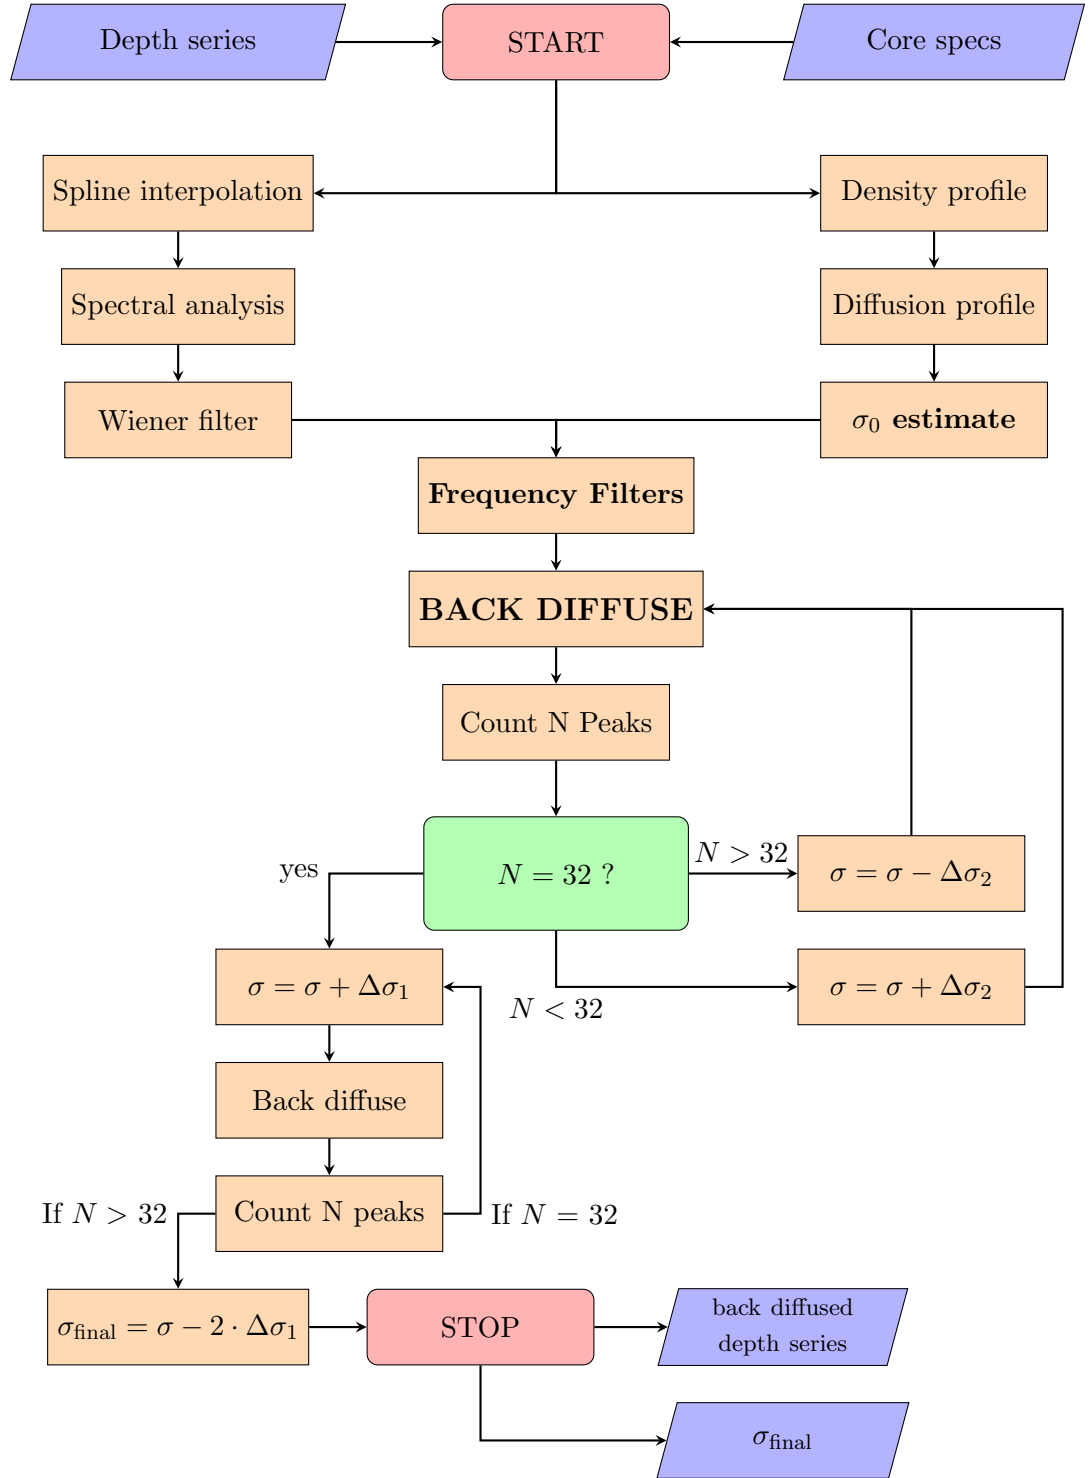 Depth series
START
Core specs
Spline interpolation
Density profile
Spectral analysis
Diffusion profile
Wiener filter
σ₀ estimate
Frequency Filters
BACK DIFFUSE
Count N Peaks
N = 32 ?
N > 32
σ = σ − Δσ₂
yes
σ = σ + Δσ₁
N < 32
σ = σ + Δσ₂
Back diffuse
Count N peaks
If N > 32
If N = 32
σfinal = σ − 2 · Δσ₁
STOP
back diffused
depth series
σfinal